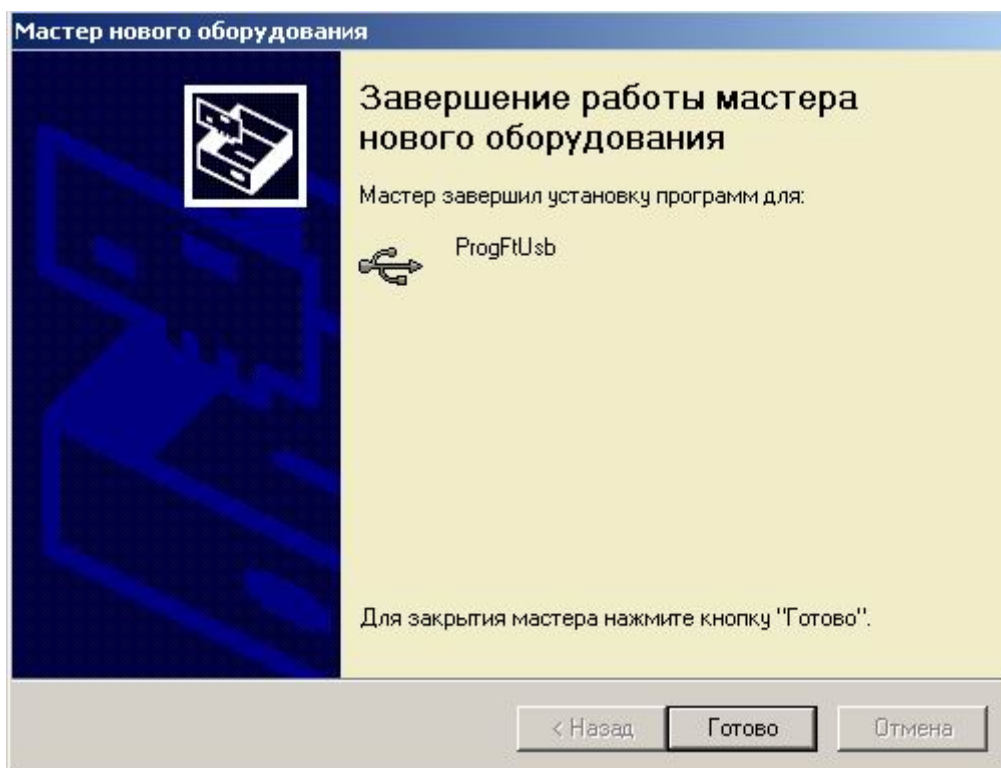 Мастер нового оборудования
Завершение работы мастера
нового оборудования
Мастер завершил установку программ для:
ProgFtUsb
Для закрытия мастера нажмите кнопку "Готово".
< Назад
Готово
Отмена